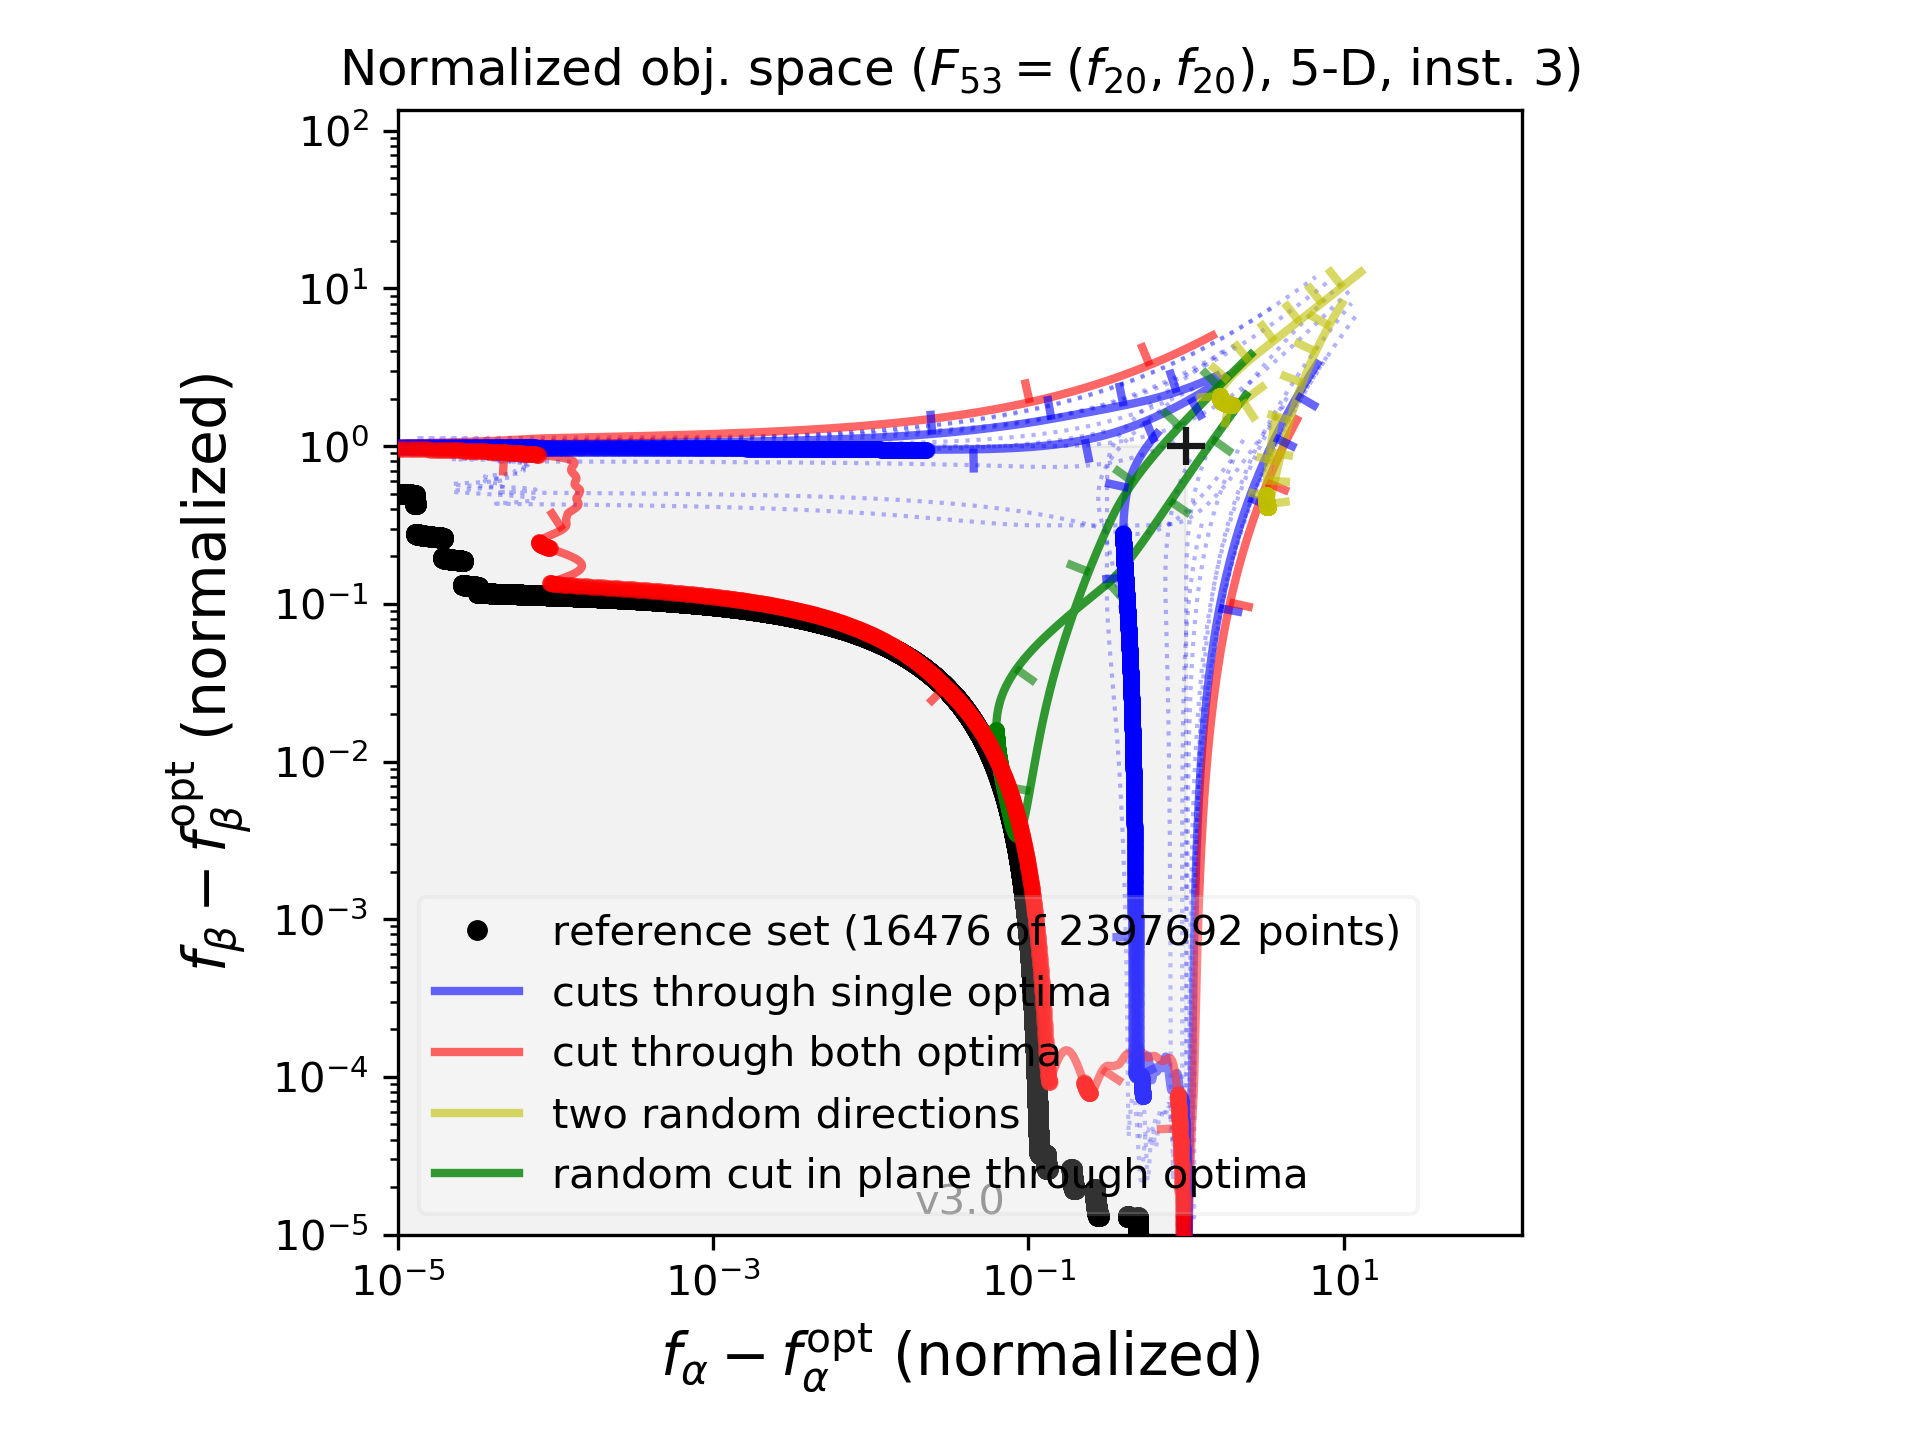 Normalized obj. space (F₅₃ = (f₂₀, f₂₀), 5-D, inst. 3)
10²
10¹
10⁰
10⁻¹
10⁻²
10⁻³
10⁻⁴
10⁻⁵
f_β − f_β^opt (normalized)
reference set (16476 of 2397692 points)
cuts through single optima
cut through both optima
two random directions
random cut in plane through optima
v3.0
10⁻⁵ 10⁻³ 10⁻¹ 10¹
f_α − f_α^opt (normalized)